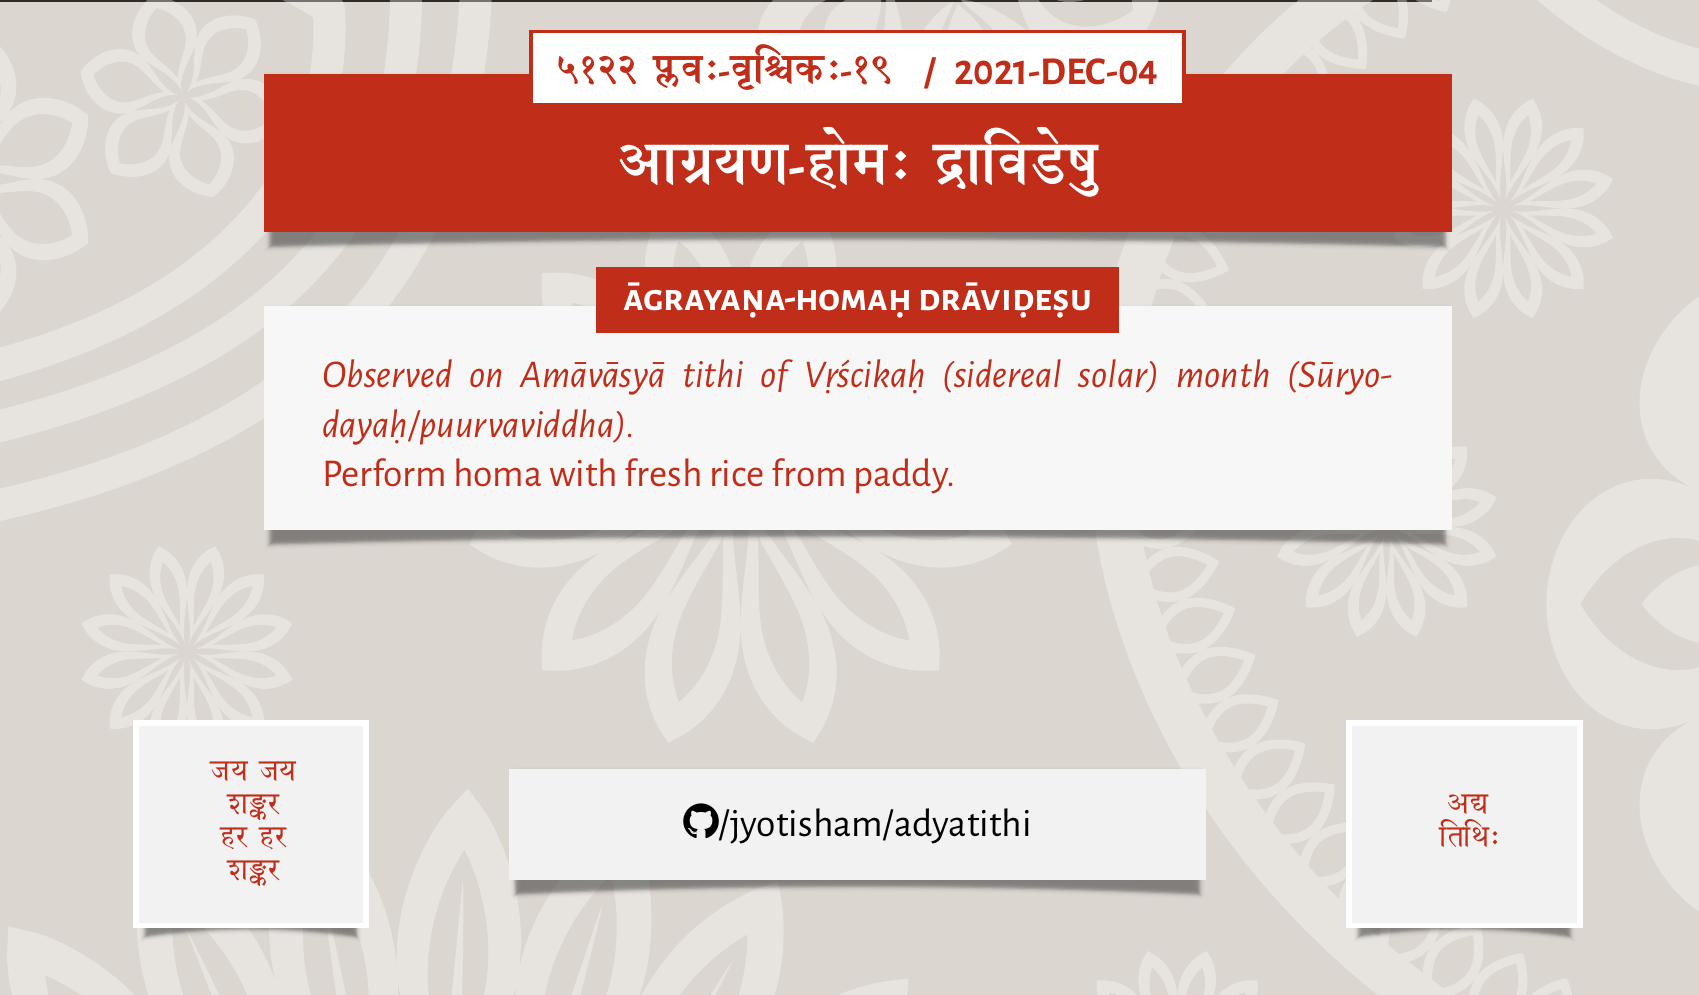 ५१२२ प्लवः-वृश्चिकः-१९ / 2021-DEC-04
आग्रयण-होमः द्राविडेषु
ĀGRAYAṆA-HOMAḤ DRĀVIḌEṢU
Observed on Amāvāsyā tithi of Vṛścikaḥ (sidereal solar) month (Sūryo-
dayaḥ/puurvaviddha).
Perform homa with fresh rice from paddy.
जय जय
शङ्कर
हर हर
शङ्कर
/jyotisham/adyatithi
अद्य
तिथिः